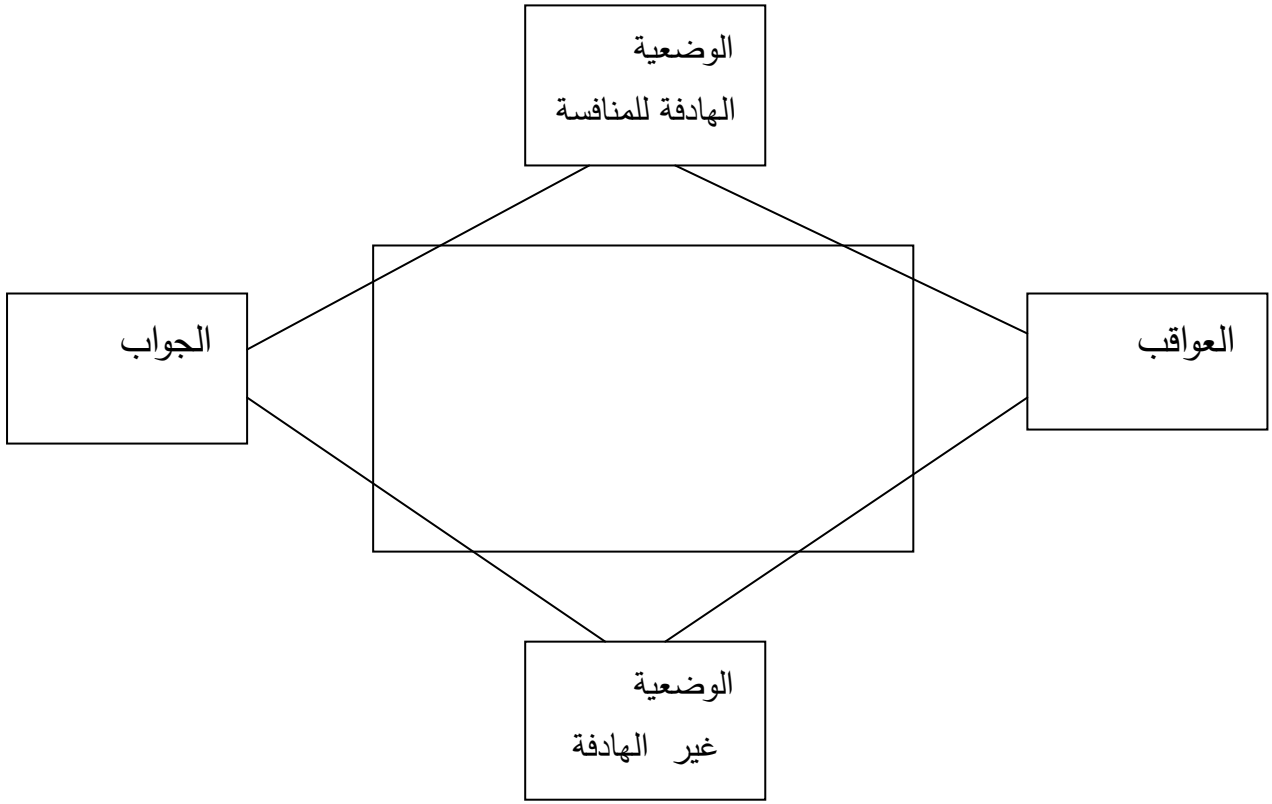 الوضعية
الهادفة للمنافسة
العواقب
الجواب
الوضعية
غير الهادفة